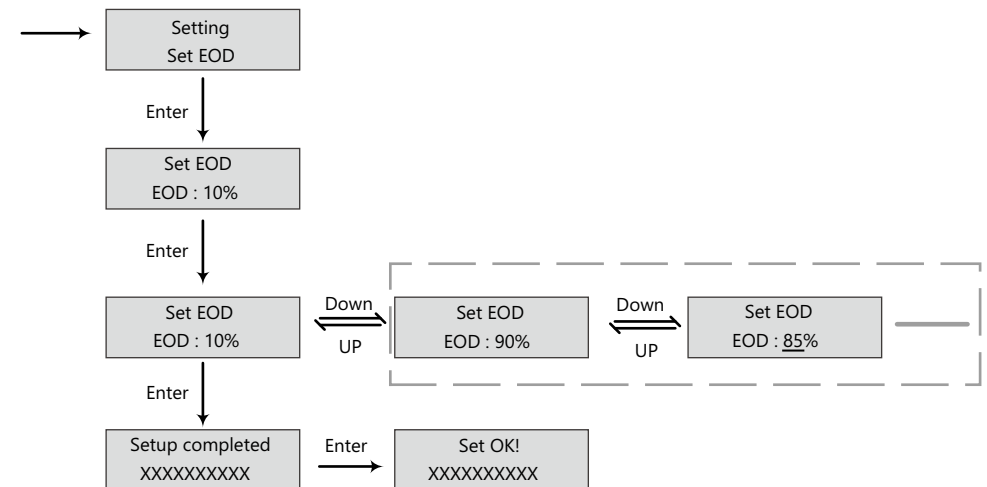 Setting
Set EOD
Enter
Set EOD
EOD : 10%
Enter
Set EOD
EOD : 10%
Down
UP
Set EOD
EOD : 90%
Down
UP
Set EOD
EOD : 85%
Enter
Setup completed
XXXXXXXXXX
Enter
Set OK!
XXXXXXXXXX